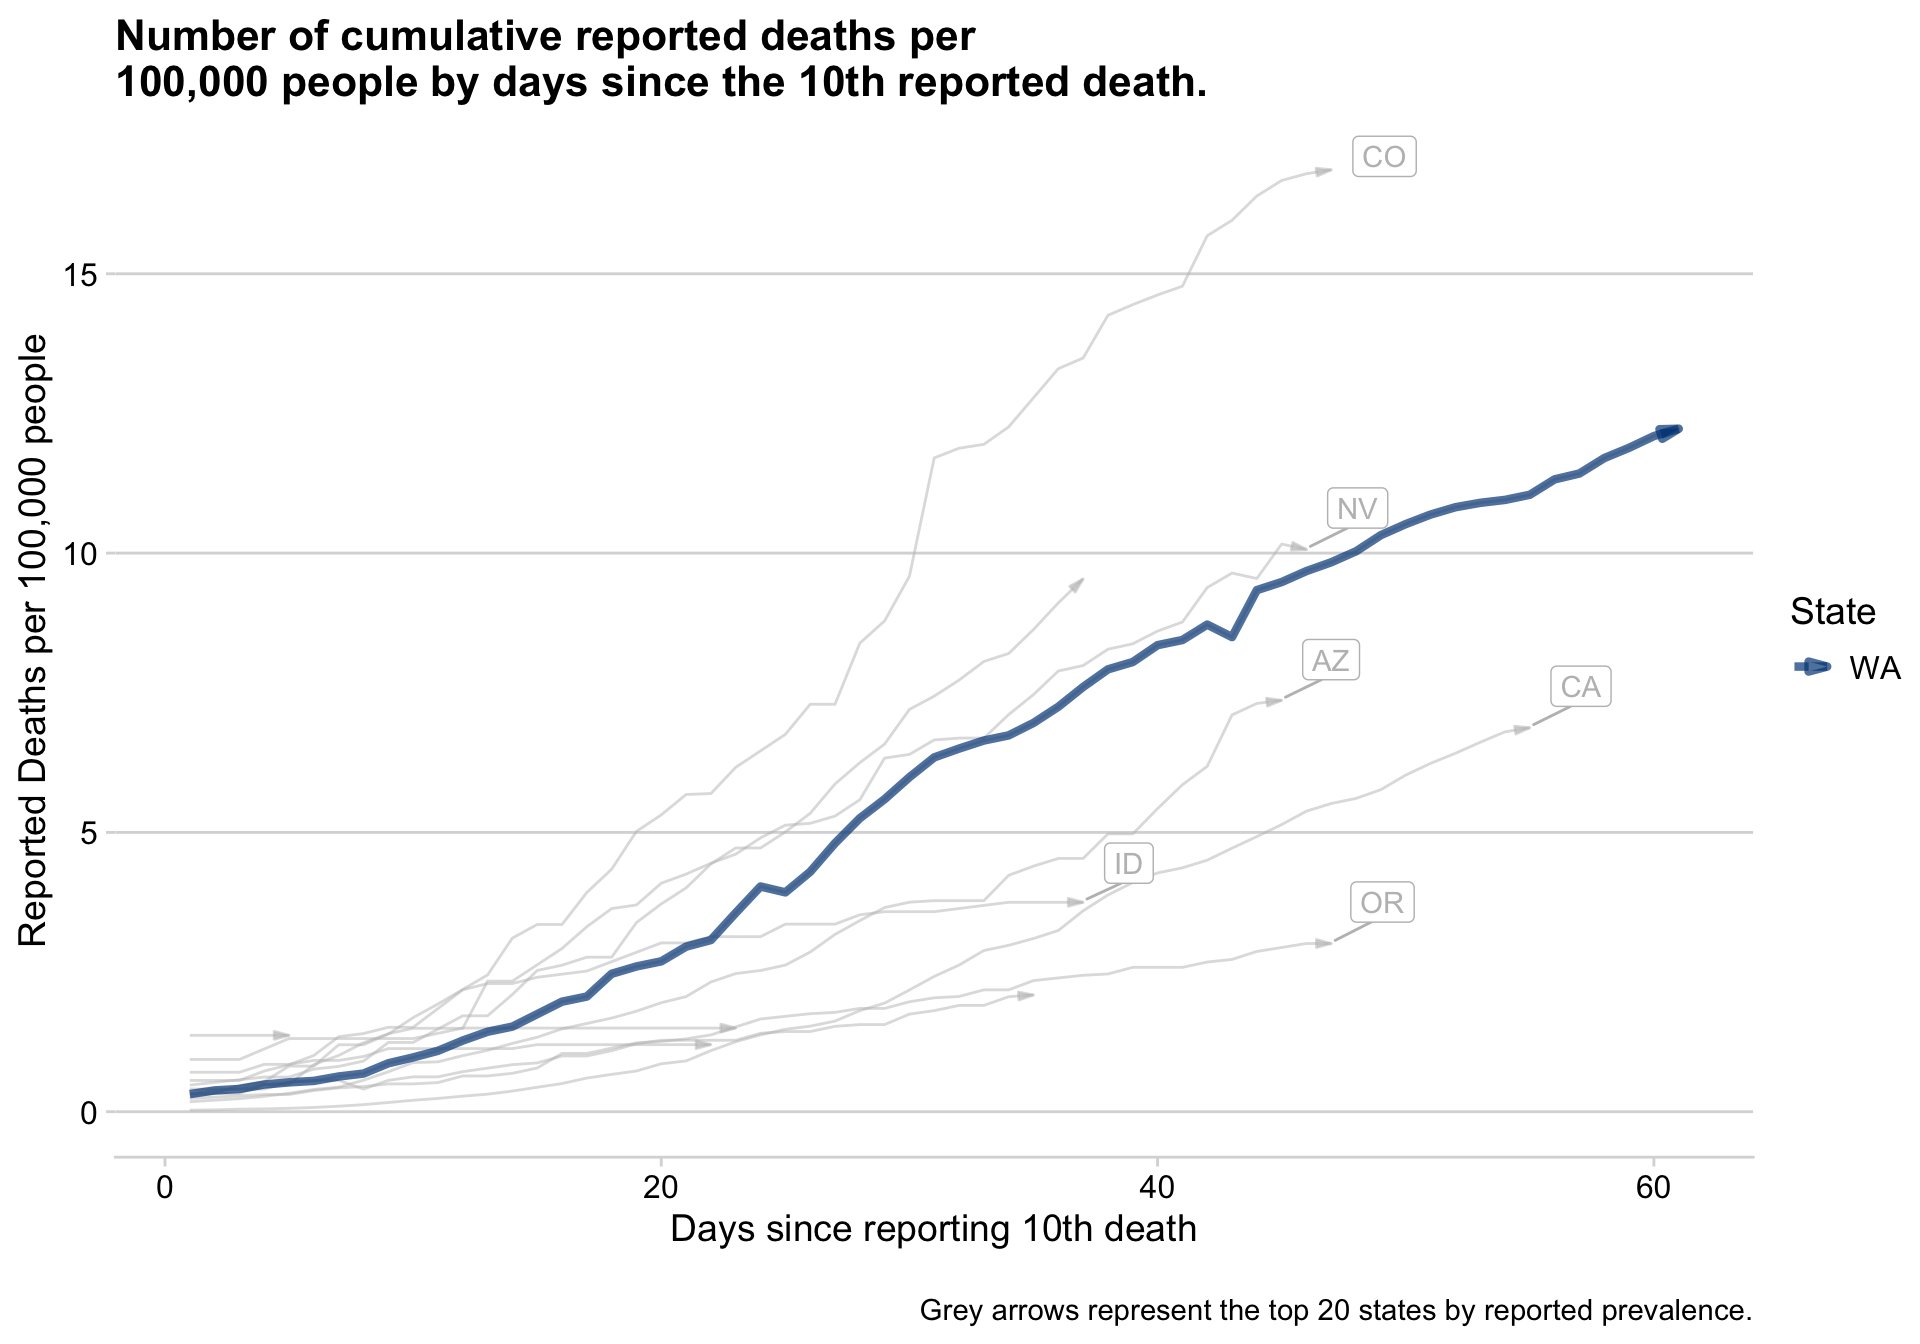 Number of cumulative reported deaths per
100,000 people by days since the 10th reported death.
CO
15
NV
10
AZ
CA
5
ID
OR
0
Reported Deaths per 100,000 people
State
WA
0 20 40 60
Days since reporting 10th death
Grey arrows represent the top 20 states by reported prevalence.